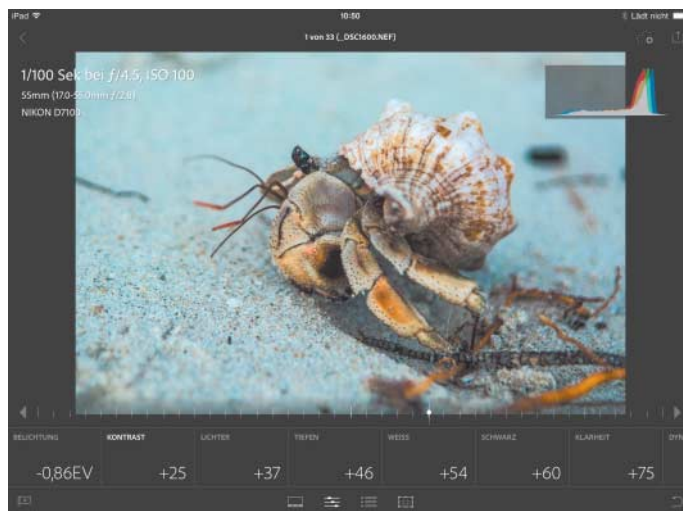 iPad 10:50 Lädt nicht
1 von 33 (_DSC1600.NEF)
1/100 Sek bei ƒ/4.5, ISO 100
55mm (17.0-55.0mm ƒ/2.8)
NIKON D7100
BELICHTUNG KONTRAST LICHTER TIEFEN WEISS SCHWARZ KLARHEIT DYN
-0,86EV +25 +37 +46 +54 +60 +75